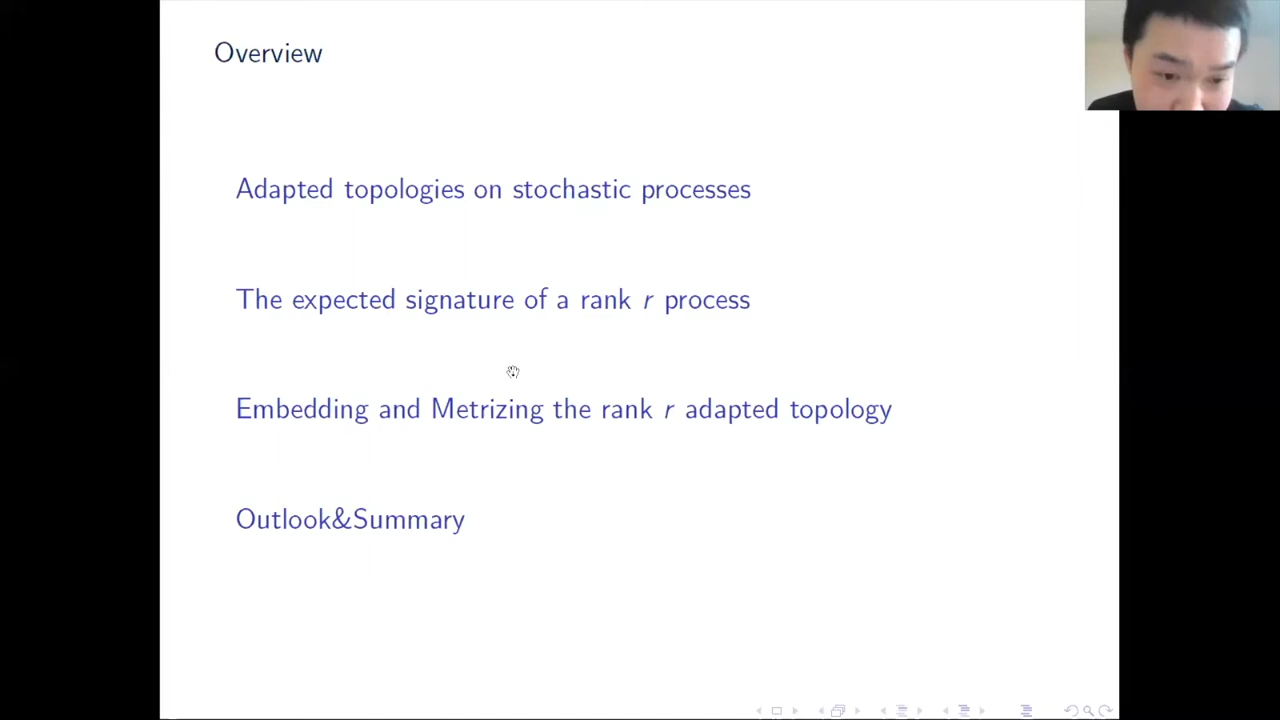 Overview
Adapted topologies on stochastic processes
The expected signature of a rank r process
Embedding and Metrizing the rank r adapted topology
Outlook&Summary